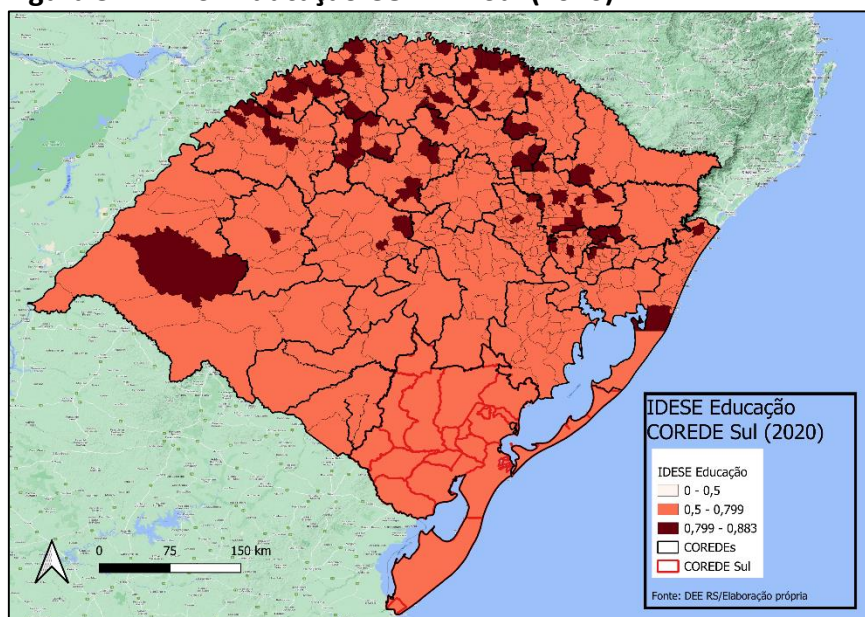 0
75
150 km
IDESE Educação
COREDE Sul (2020)
IDESE Educação
0 - 0,5
0,5 - 0,799
0,799 - 0,883
COREDEs
COREDE Sul
Fonte: DEE RS/Elaboração própria